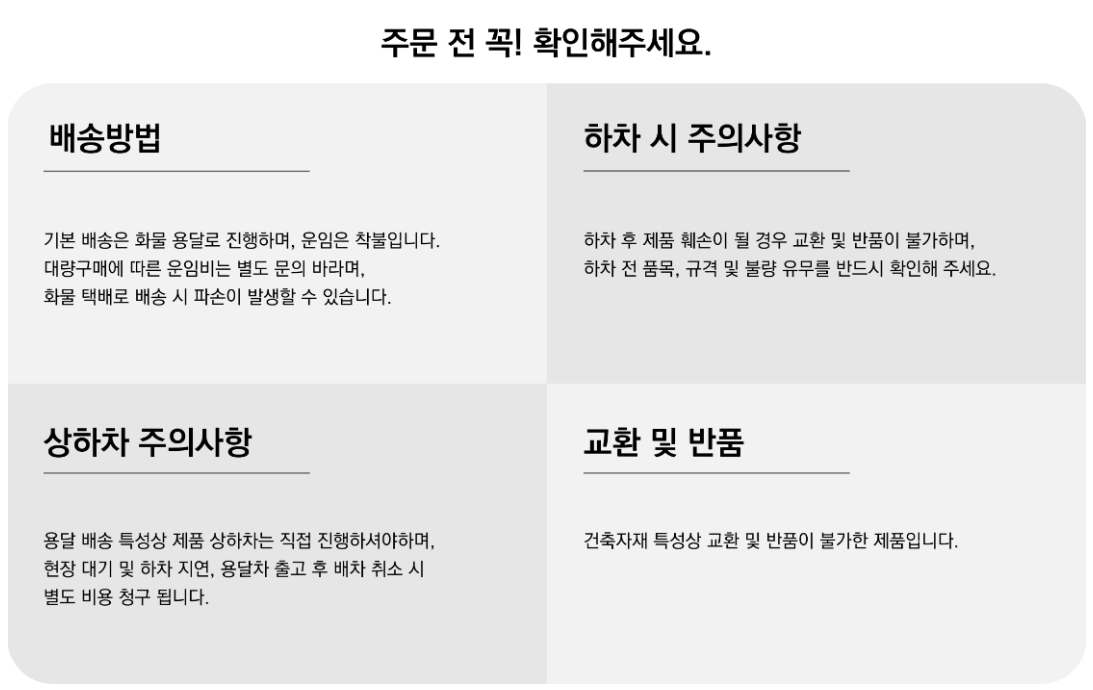 주문 전 꼭! 확인해주세요.
배송방법
기본 배송은 화물 용달로 진행하며, 운임은 착불입니다.
대량구매에 따른 운임비는 별도 문의 바라며,
화물 택배로 배송 시 파손이 발생할 수 있습니다.
하차 시 주의사항
하차 후 제품 훼손이 될 경우 교환 및 반품이 불가하며,
하차 전 품목, 규격 및 불량 유무를 반드시 확인해 주세요.
상하차 주의사항
용달 배송 특성상 제품 상하차는 직접 진행하셔야하며,
현장 대기 및 하차 지연, 용달차 출고 후 배차 취소 시
별도 비용 청구 됩니다.
교환 및 반품
건축자재 특성상 교환 및 반품이 불가한 제품입니다.